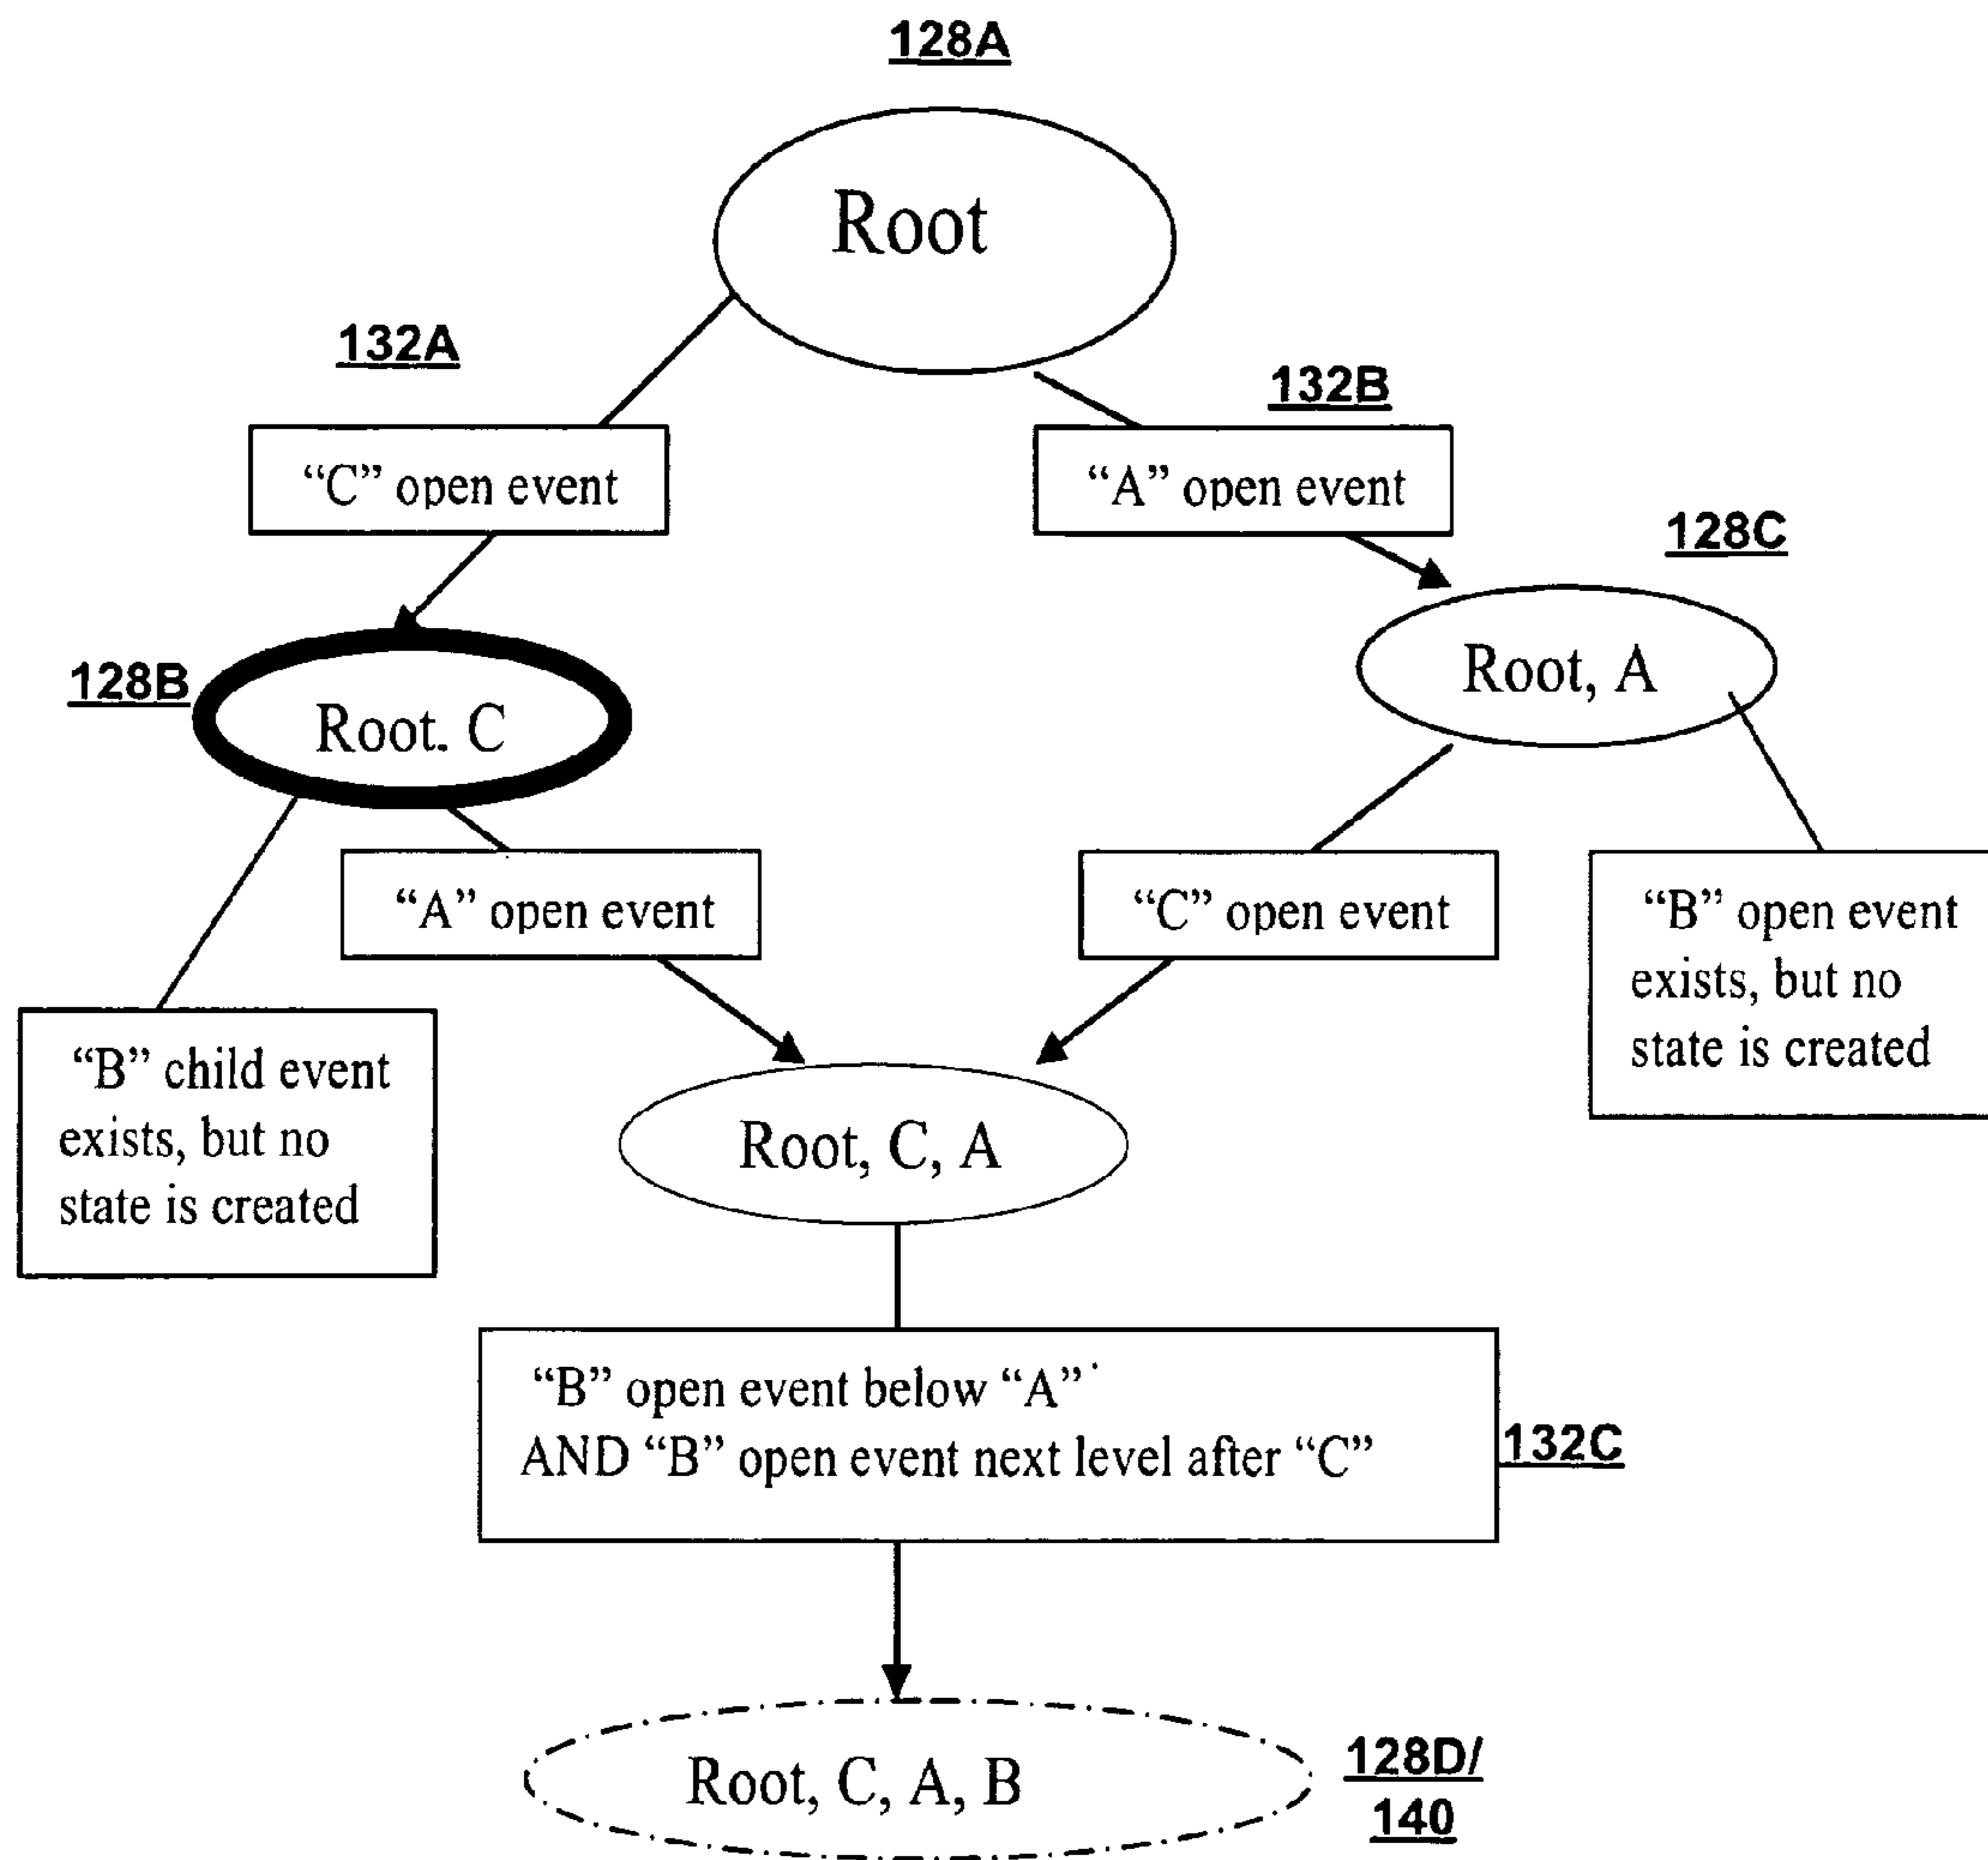 128A
Root
132A
132B
“C” open event
“A” open event
128C
128B
Root. C
Root, A
“A” open event
“C” open event
“B” open event
exists, but no
state is created
“B” child event
exists, but no
state is created
Root, C, A
“B” open event below “A”
AND “B” open event next level after “C”
132C
Root, C, A, B
128D/
140